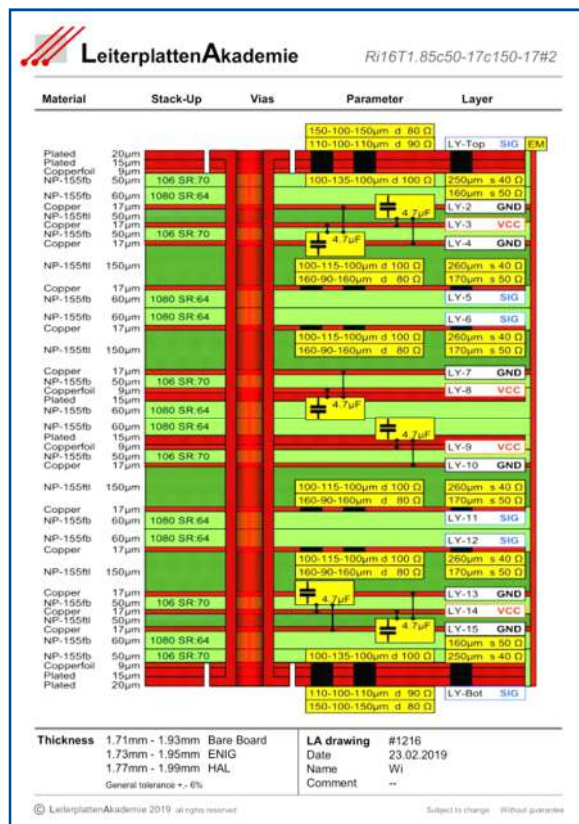 LeiterplattenAkademie Ri16T1.85c50-17c150-17#2
Material Stack-Up Vias Parameter Layer
150-100-150µm d 80 Ω
110-100-110µm d 90 Ω LY-Top SIG EM
Plated 20µm
Plated 15µm
Copperfoil 9µm
NP-155fb 50µm 106 SR:70 100-135-100µm d 100 Ω 250µm s 40 Ω
160µm s 50 Ω
NP-155fb 60µm 1080 SR:64
Copper 17µm 4.7µF LY-2 GND
NP-155ftl 50µm
Copper 17µm LY-3 VCC
NP-155fb 50µm 106 SR:70 4.7µF
Copper 17µm LY-4 GND
NP-155ftl 150µm 100-115-100µm d 100 Ω 260µm s 40 Ω
160-90-160µm d 80 Ω 170µm s 50 Ω
Copper 17µm LY-5 SIG
NP-155fb 60µm 1080 SR:64
NP-155fb 60µm 1080 SR:64 LY-6 SIG
Copper 17µm
NP-155ftl 150µm 100-115-100µm d 100 Ω 260µm s 40 Ω
160-90-160µm d 80 Ω 170µm s 50 Ω
Copper 17µm LY-7 GND
NP-155fb 50µm 106 SR:70
Copperfoil 9µm LY-8 VCC
Plated 15µm
NP-155fb 60µm 1080 SR:64 4.7µF
NP-155fb 60µm 1080 SR:64
Plated 15µm 4.7µF
Copperfoil 9µm LY-9 VCC
NP-155fb 50µm 106 SR:70
Copper 17µm LY-10 GND
NP-155ftl 150µm 100-115-100µm d 100 Ω 260µm s 40 Ω
160-90-160µm d 80 Ω 170µm s 50 Ω
Copper 17µm LY-11 SIG
NP-155fb 60µm 1080 SR:64
NP-155fb 60µm 1080 SR:64 LY-12 SIG
Copper 17µm
NP-155ftl 150µm 100-115-100µm d 100 Ω 260µm s 40 Ω
160-90-160µm d 80 Ω 170µm s 50 Ω
Copper 17µm LY-13 GND
NP-155fb 50µm 106 SR:70 4.7µF
Copper 17µm LY-14 VCC
NP-155ftl 50µm
Copper 17µm 4.7µF LY-15 GND
NP-155fb 60µm 1080 SR:64 160µm s 50 Ω
NP-155fb 50µm 106 SR:70 100-135-100µm d 100 Ω 250µm s 40 Ω
Copperfoil 9µm
Plated 15µm
Plated 20µm
110-100-110µm d 90 Ω LY-Bot SIG
150-100-150µm d 80 Ω
Thickness 1.71mm - 1.93mm Bare Board LA drawing #1216
1.73mm - 1.95mm ENIG Date 23.02.2019
1.77mm - 1.99mm HAL Name Wi
General tolerance +,- 6% Comment --
© LeiterplattenAkademie 2019 all rights reserved Subject to change Without guarantee